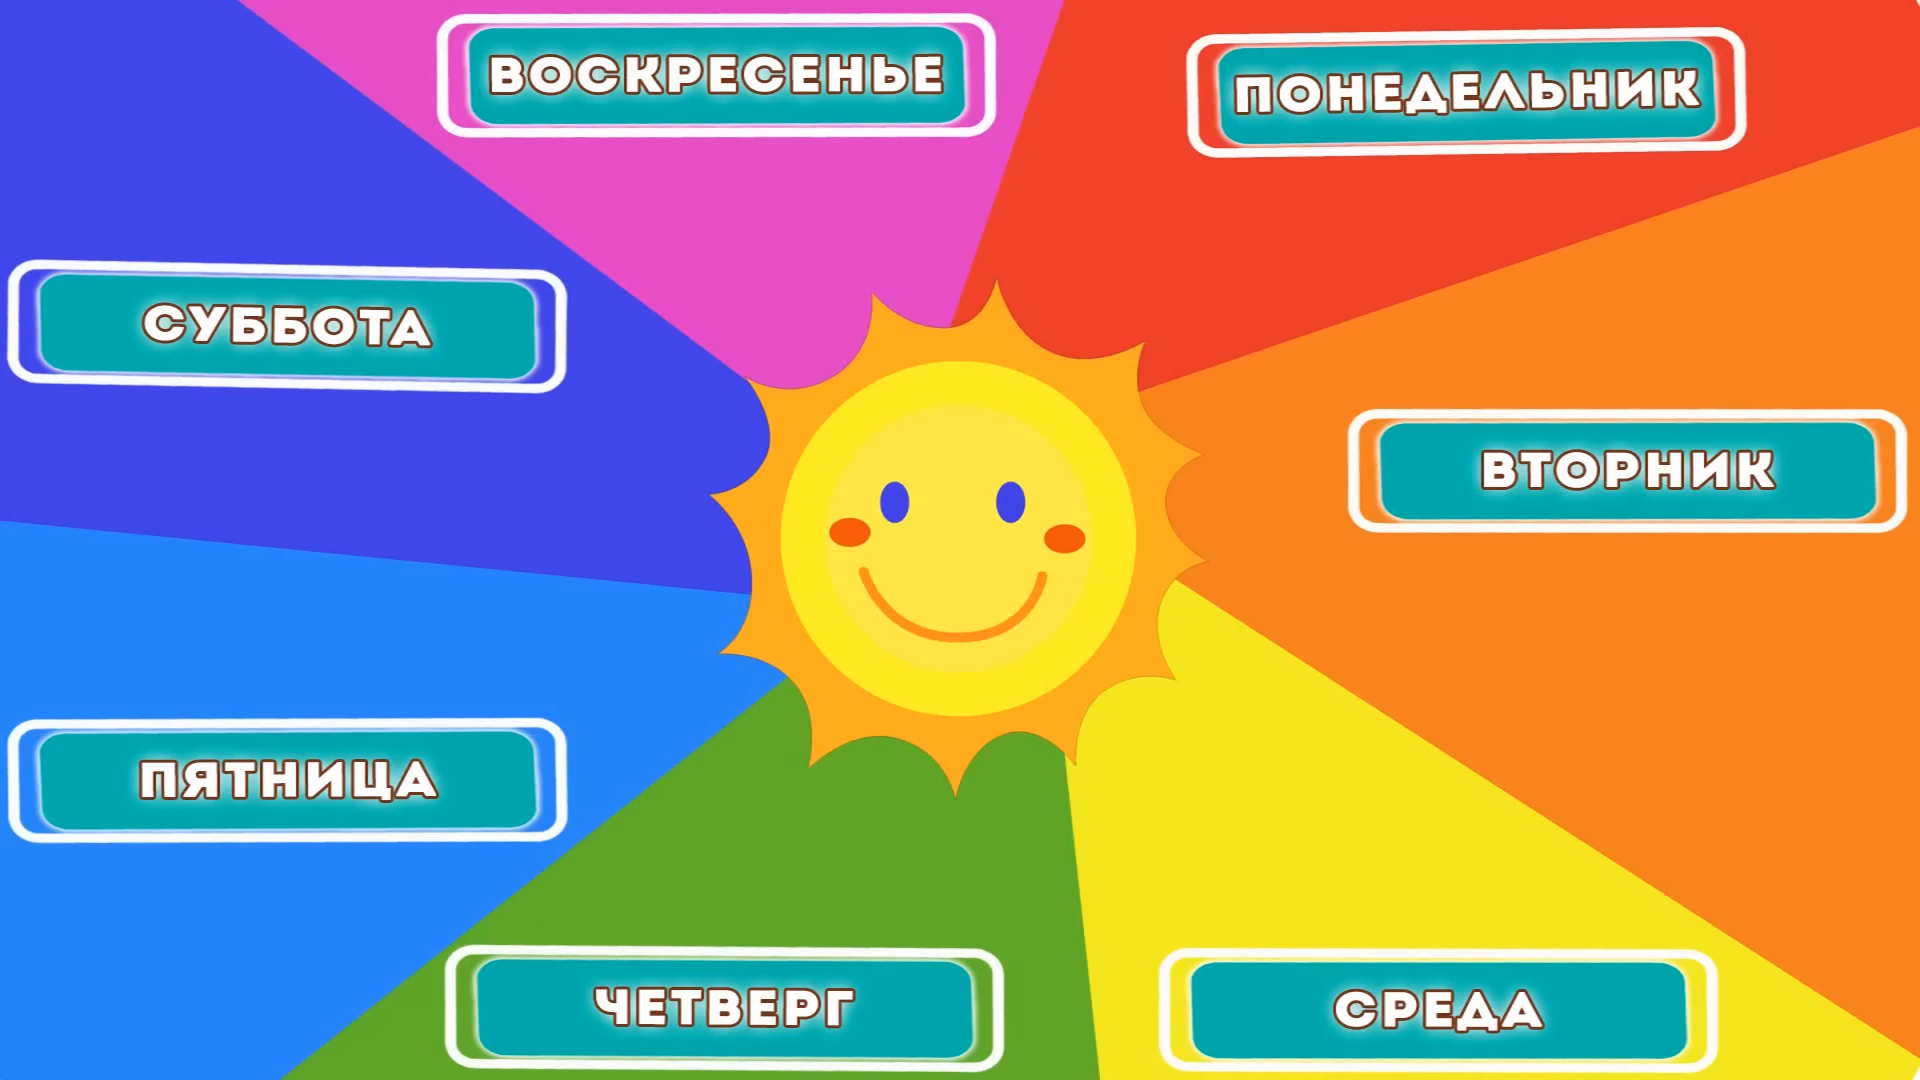 ВОСКРЕСЕНЬЕ
ПОНЕДЕЛЬНИК
СУББОТА
ВТОРНИК
ПЯТНИЦА
ЧЕТВЕРГ
СРЕДА